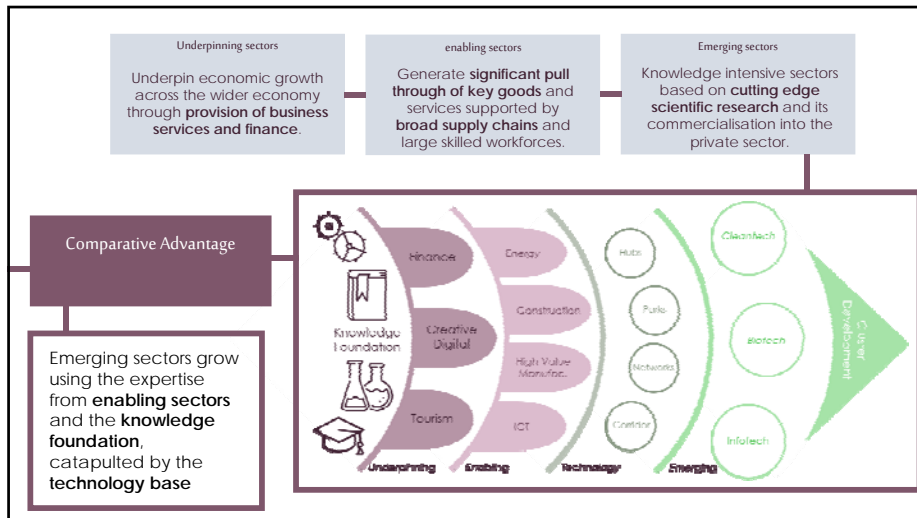 Underpinning sectors
Underpin economic growth
across the wider economy
through provision of business
services and finance.
enabling sectors
Generate significant pull
through of key goods and
services supported by
broad supply chains and
large skilled workforces.
Emerging sectors
Knowledge intensive sectors
based on cutting edge
scientific research and its
commercialisation into the
private sector.
Comparative Advantage
Emerging sectors grow
using the expertise
from enabling sectors
and the knowledge
foundation,
catapulted by the
technology base
Knowledge
Foundation
Finance
Creative
Digital
Tourism
Energy
Construction
High Value
Manufac..
ICT
Hubs
Parks
Networks
Corridor
Cleantech
Biotech
Infotech
Cluster
Development
Underpinning
Enabling
Technology
Emerging